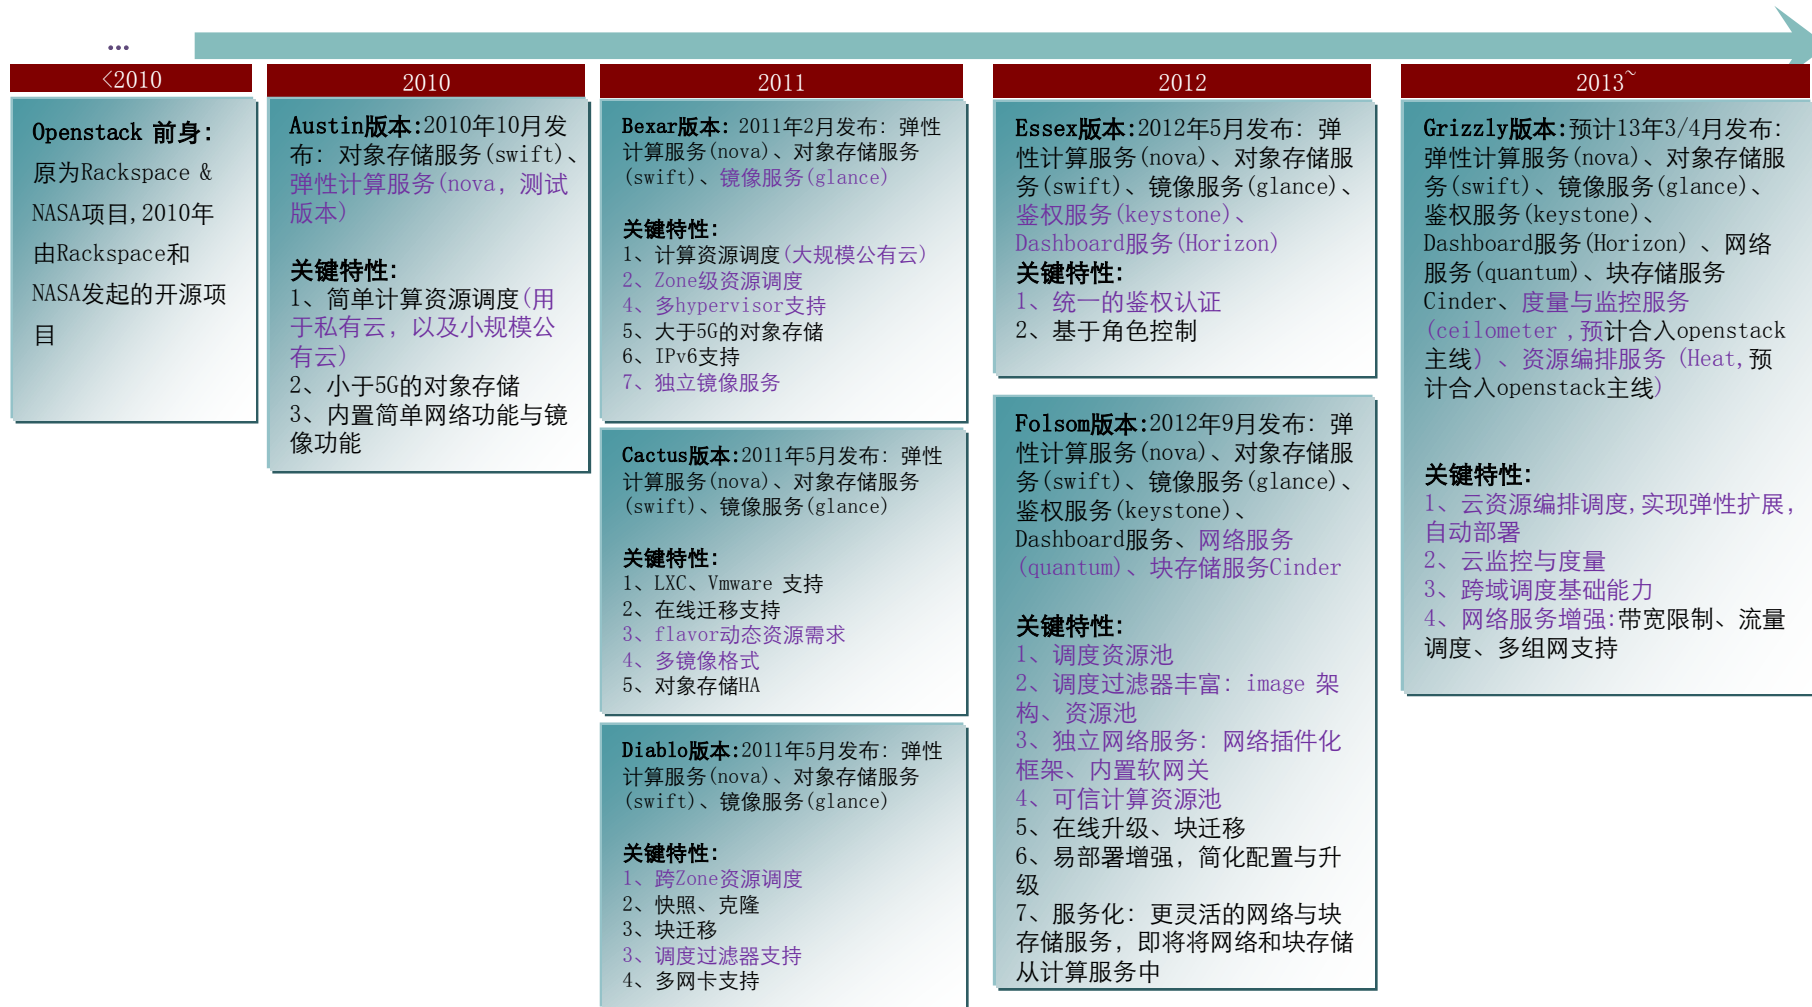 ...
<2010
Openstack 前身：
原为Rackspace &
NASA项目,2010年
由Rackspace和
NASA发起的开源项
目
2010
Austin版本:2010年10月发
布：对象存储服务(swift)、
弹性计算服务(nova，测试
版本)
关键特性:
1、简单计算资源调度(用
于私有云，以及小规模公
有云)
2、小于5G的对象存储
3、内置简单网络功能与镜
像功能
2011
Bexar版本: 2011年2月发布：弹性
计算服务(nova)、对象存储服务
(swift)、镜像服务(glance)
关键特性:
1、计算资源调度(大规模公有云)
2、Zone级资源调度
4、多hypervisor支持
5、大于5G的对象存储
6、IPv6支持
7、独立镜像服务
Cactus版本:2011年5月发布：弹性
计算服务(nova)、对象存储服务
(swift)、镜像服务(glance)
关键特性:
1、LXC、Vmware 支持
2、在线迁移支持
3、flavor动态资源需求
4、多镜像格式
5、对象存储HA
Diablo版本:2011年5月发布：弹性
计算服务(nova)、对象存储服务
(swift)、镜像服务(glance)
关键特性:
1、跨Zone资源调度
2、快照、克隆
3、块迁移
3、调度过滤器支持
4、多网卡支持
2012
Essex版本:2012年5月发布：弹
性计算服务(nova)、对象存储服
务(swift)、镜像服务(glance)、
鉴权服务(keystone)、
Dashboard服务(Horizon)
关键特性:
1、统一的鉴权认证
2、基于角色控制
Folsom版本:2012年9月发布：弹
性计算服务(nova)、对象存储服
务(swift)、镜像服务(glance)、
鉴权服务(keystone)、
Dashboard服务、网络服务
(quantum)、块存储服务Cinder
关键特性:
1、调度资源池
2、调度过滤器丰富：image 架
构、资源池
3、独立网络服务：网络插件化
框架、内置软网关
4、可信计算资源池
5、在线升级、块迁移
6、易部署增强，简化配置与升
级
7、服务化：更灵活的网络与块
存储服务，即将将网络和块存储
从计算服务中
2013~
Grizzly版本:预计13年3/4月发布：
弹性计算服务(nova)、对象存储服
务(swift)、镜像服务(glance)、
鉴权服务(keystone)、
Dashboard服务(Horizon) 、网络
服务(quantum)、块存储服务
Cinder、度量与监控服务
(ceilometer ,预计合入openstack
主线) 、资源编排服务 (Heat,预
计合入openstack主线)
关键特性:
1、云资源编排调度,实现弹性扩展,
自动部署
2、云监控与度量
3、跨域调度基础能力
4、网络服务增强:带宽限制、流量
调度、多组网支持